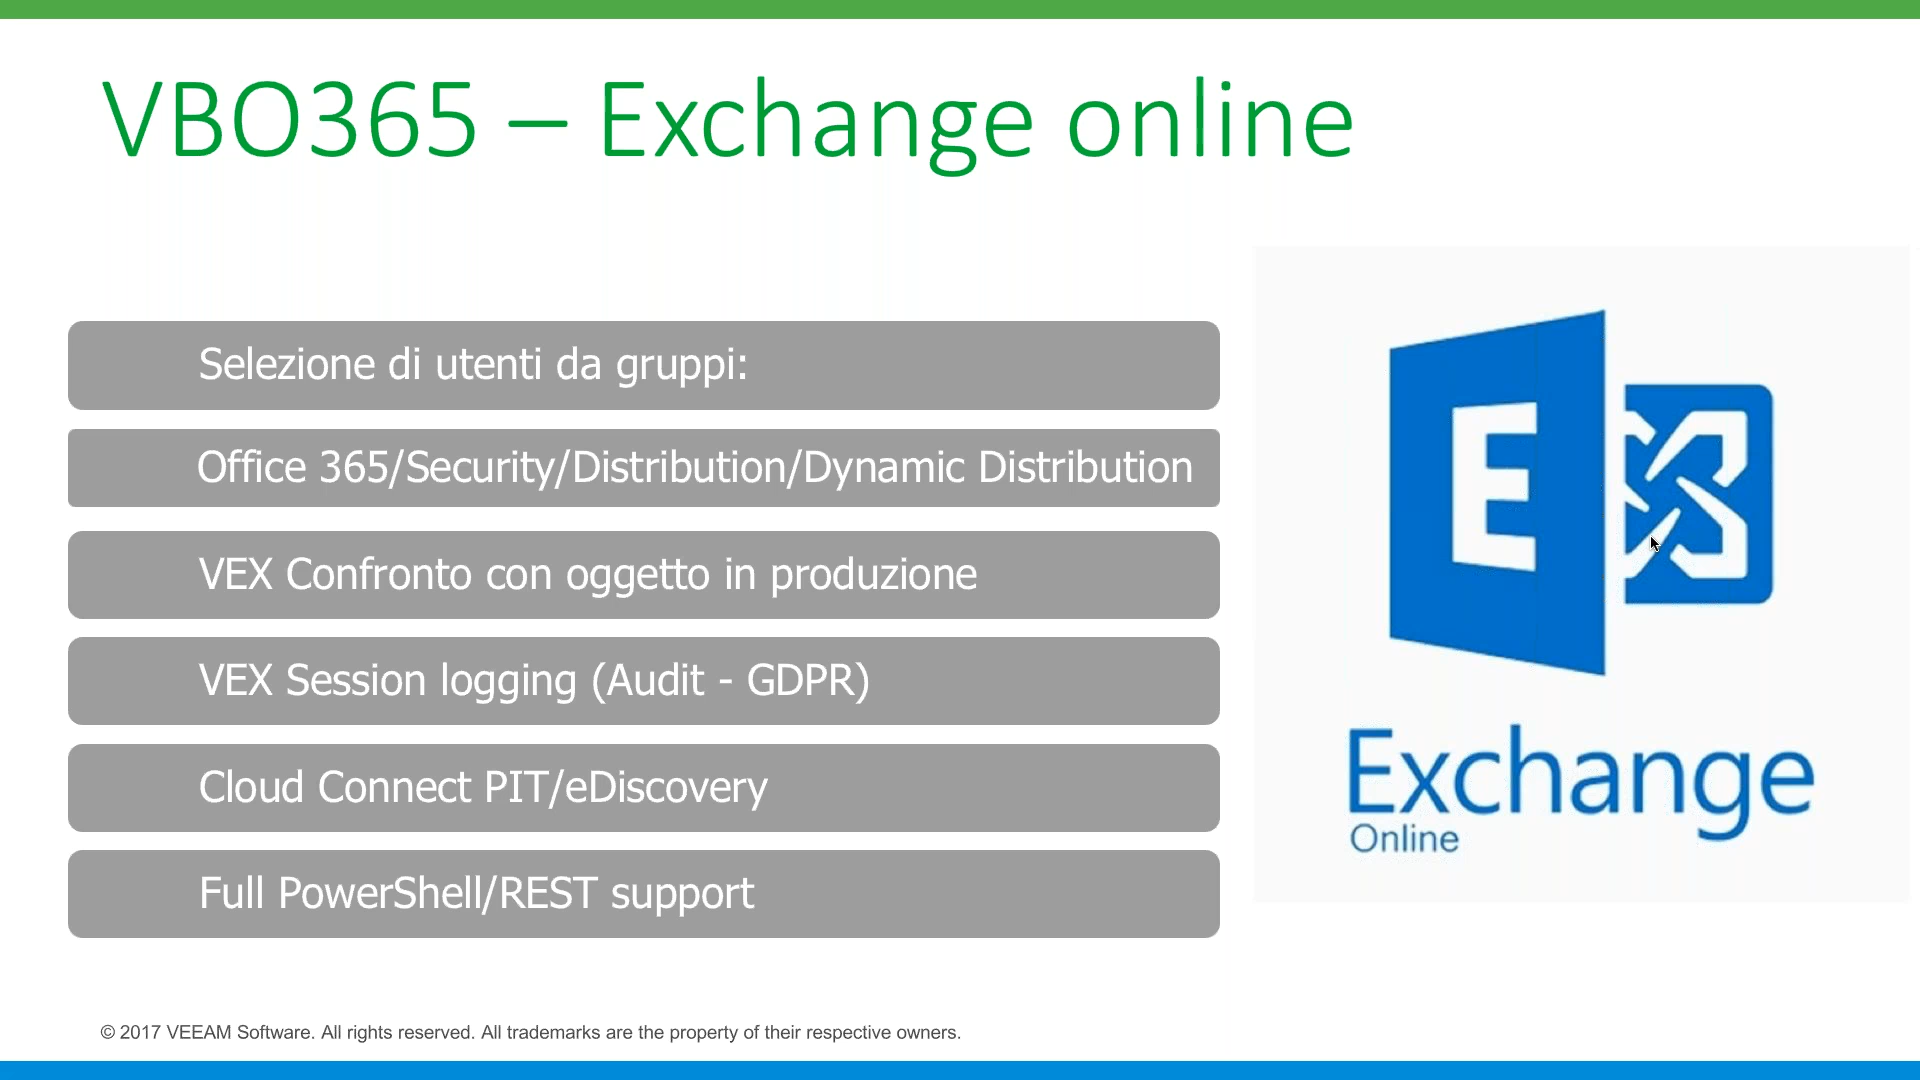 VBO365 – Exchange online
Selezione di utenti da gruppi:
Office 365/Security/Distribution/Dynamic Distribution
VEX Confronto con oggetto in produzione
VEX Session logging (Audit - GDPR)
Cloud Connect PIT/eDiscovery
Full PowerShell/REST support
E
Exchange
Online
© 2017 VEEAM Software. All rights reserved. All trademarks are the property of their respective owners.